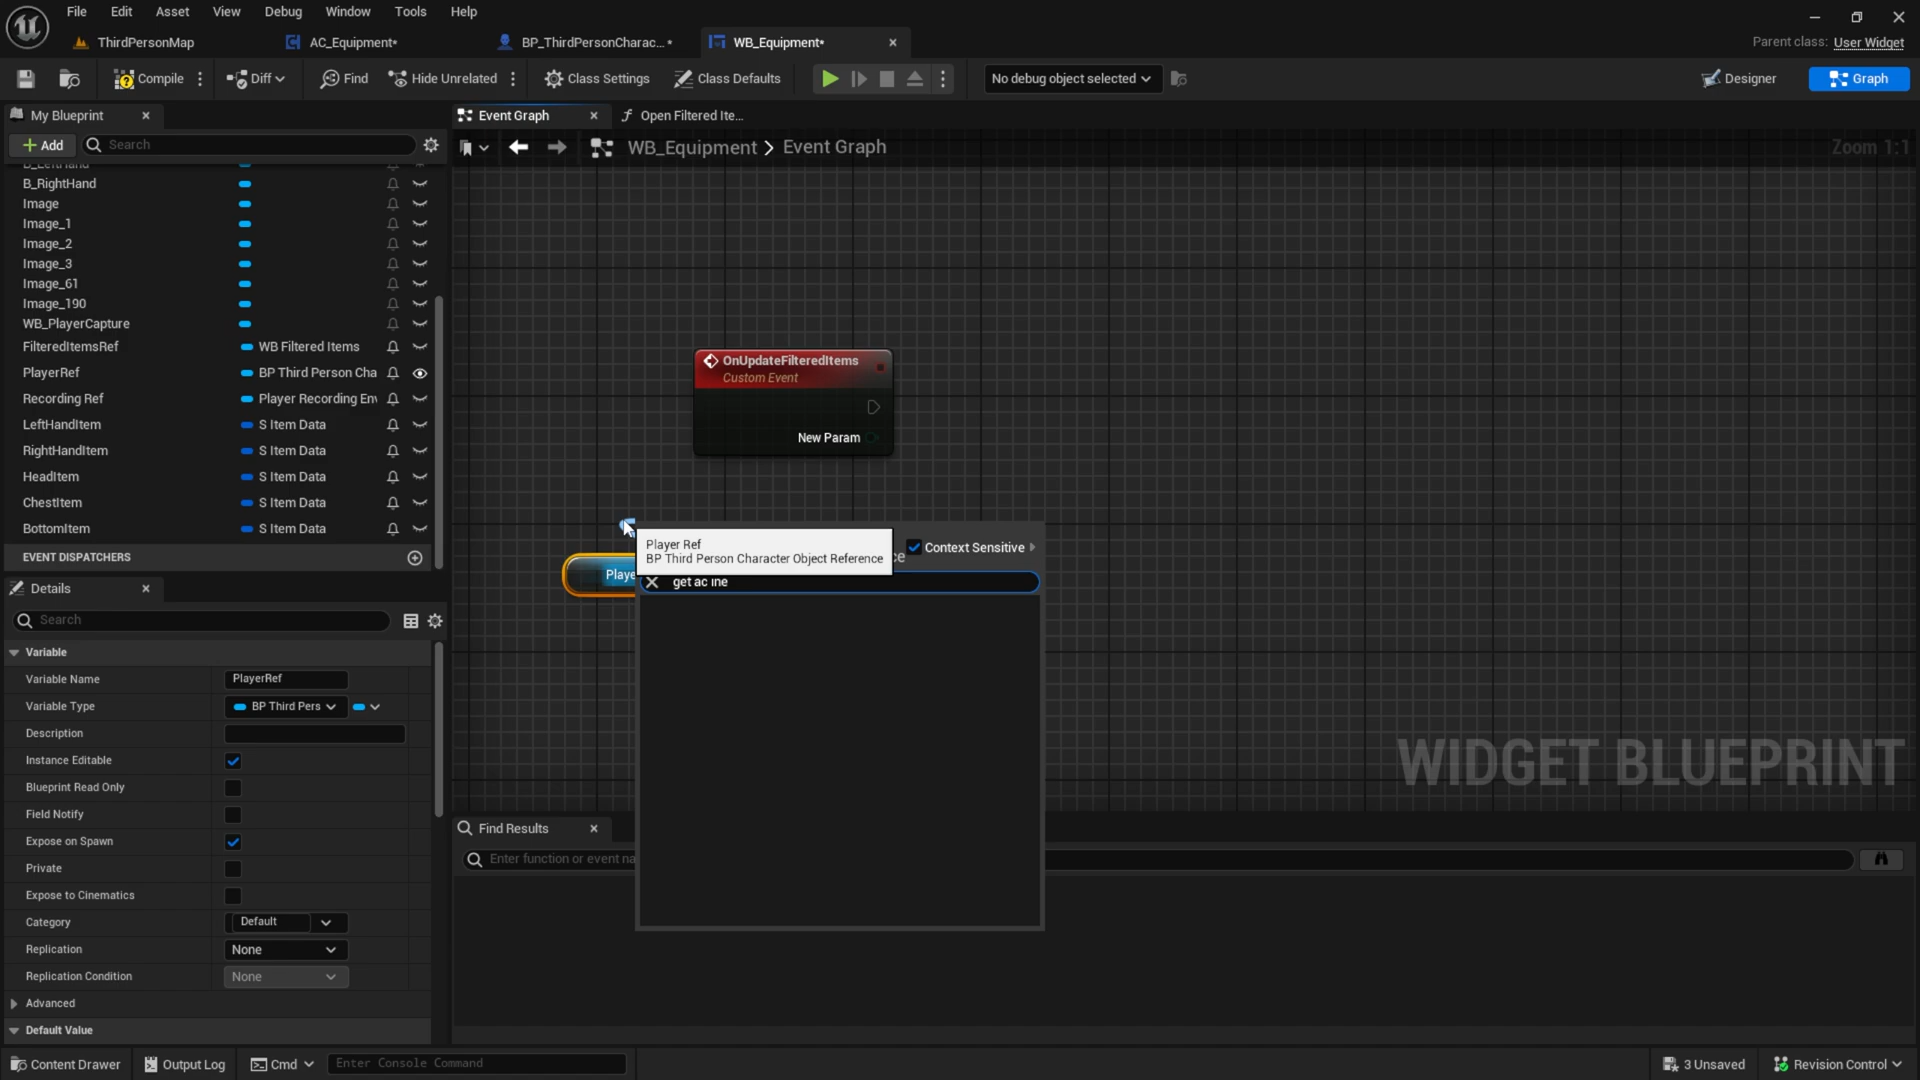 File Edit View Asset Debug Window Tools Help
ThirdPersonMap
AC_Equipment*
BP_ThirdPersonCharac...*
WB_Equipment*
Parent class: User Widget
Compile
Diff
Find
Hide Unrelated
Class Settings
Class Defaults
No debug object selected
Designer
Graph
My Blueprint
Add
Search
B_LeftHand
B_RightHand
Image
Image_1
Image_2
Image_3
Image_61
Image_190
WB_PlayerCapture
FilteredItemsRef WB Filtered Items
PlayerRef BP Third Person Cha
Recording Ref Player Recording En
LeftHandItem S Item Data
RightHandItem S Item Data
HeadItem S Item Data
ChestItem S Item Data
BottomItem S Item Data
EVENT DISPATCHERS
Details
Search
Variable
Variable Name PlayerRef
Variable Type BP Third Pers
Description
Instance Editable
Blueprint Read Only
Field Notify
Expose on Spawn
Private
Expose to Cinematics
Category Default
Replication None
Replication Condition None
Advanced
Default Value
Event Graph
Open Filtered Ite...
WB_Equipment > Event Graph
Zoom 1:1
OnUpdateFilteredItems
Custom Event
New Param
Playe
Player Ref
BP Third Person Character Object Reference
ce
Context Sensitive
get ac ine
WIDGET BLUEPRINT
Find Results
Enter function or event na
Content Drawer
Output Log
Cmd
Enter Console Command
3 Unsaved
Revision Control